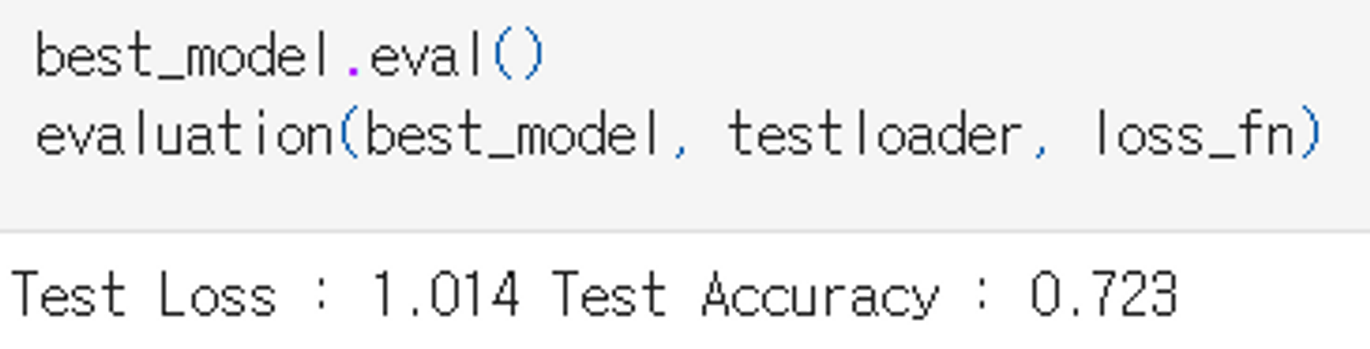 best_model.eval()
evaluation(best_model, testloader, loss_fn)
Test Loss : 1.014 Test Accuracy : 0.723